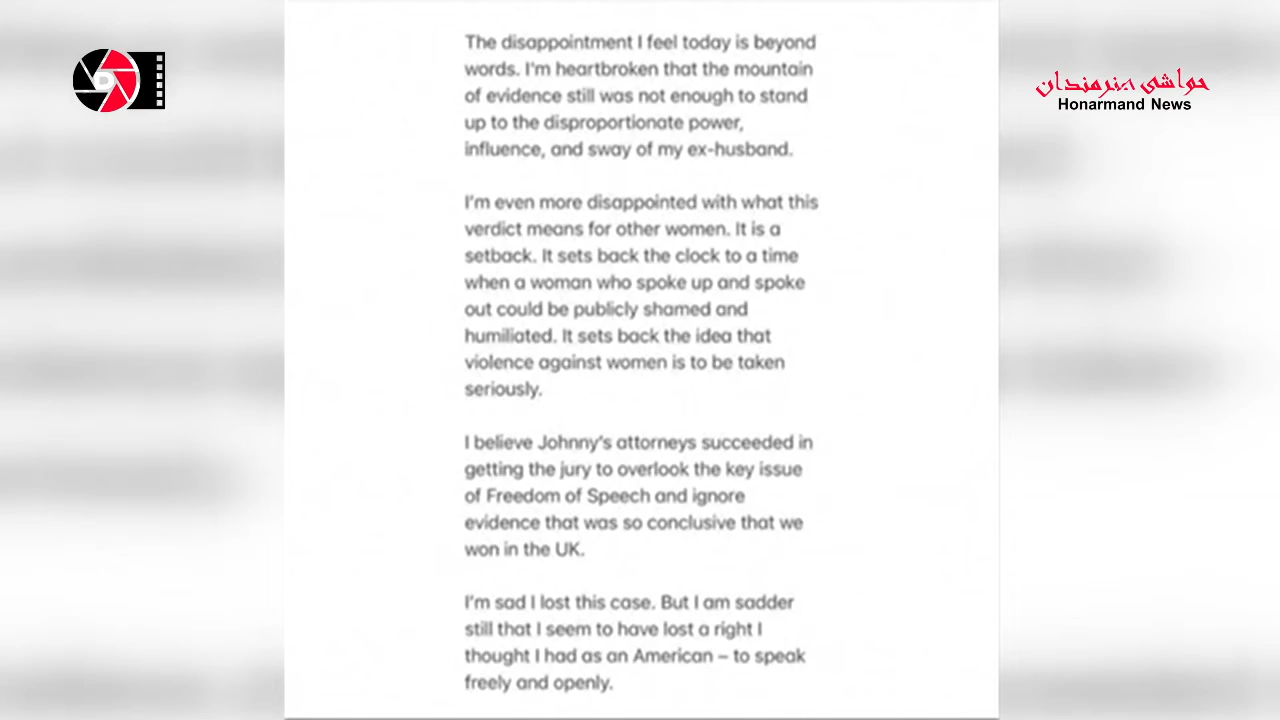 The disappointment I feel today is beyond
words. I'm heartbroken that the mountain
of evidence still was not enough to stand
up to the disproportionate power,
influence, and sway of my ex-husband.
I'm even more disappointed with what this
verdict means for other women. It is a
setback. It sets back the clock to a time
when a woman who spoke up and spoke
out could be publicly shamed and
humiliated. It sets back the idea that
violence against women is to be taken
seriously.
I believe Johnny's attorneys succeeded in
getting the jury to overlook the key issue
of Freedom of Speech and ignore
evidence that was so conclusive that we
won in the UK.
I'm sad I lost this case. But I am sadder
still that I seem to have lost a right I
thought I had as an American – to speak
freely and openly.
D
حواشی هنرمندان
Honarmand News